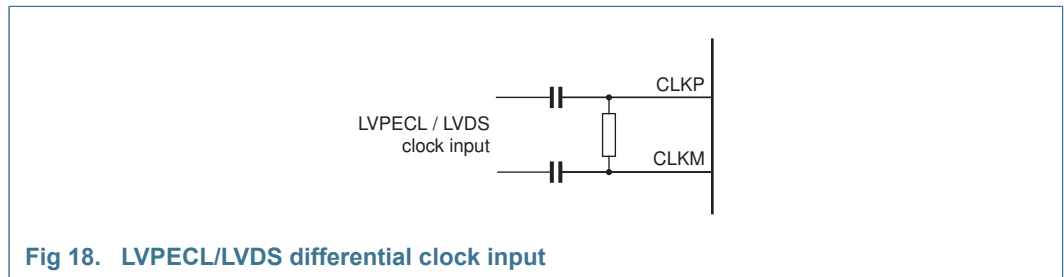 CLKP
LVPECL / LVDS
clock input
CLKM
Fig 18. LVPECL/LVDS differential clock input